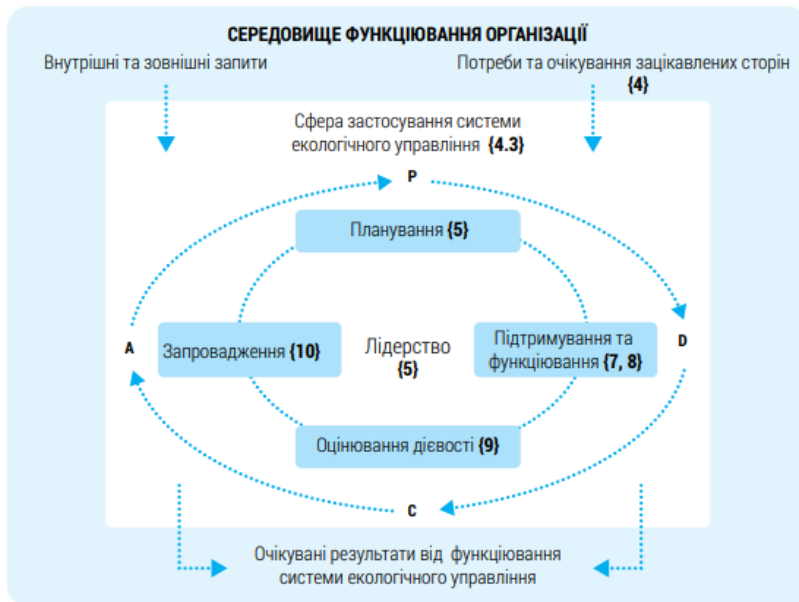 СЕРЕДОВИЩЕ ФУНКЦІЮВАННЯ ОРГАНІЗАЦІЇ
Внутрішні та зовнішні запити
Потреби та очікування зацікавлених сторін
{4}
Сфера застосування системи
екологічного управління {4.3}
P
Планування {5}
A
Запровадження {10}
Лідерство
{5}
Підтримування та
функціювання {7, 8}
D
Оцінювання дієвості {9}
C
Очікувані результати від функціювання
системи екологічного управління